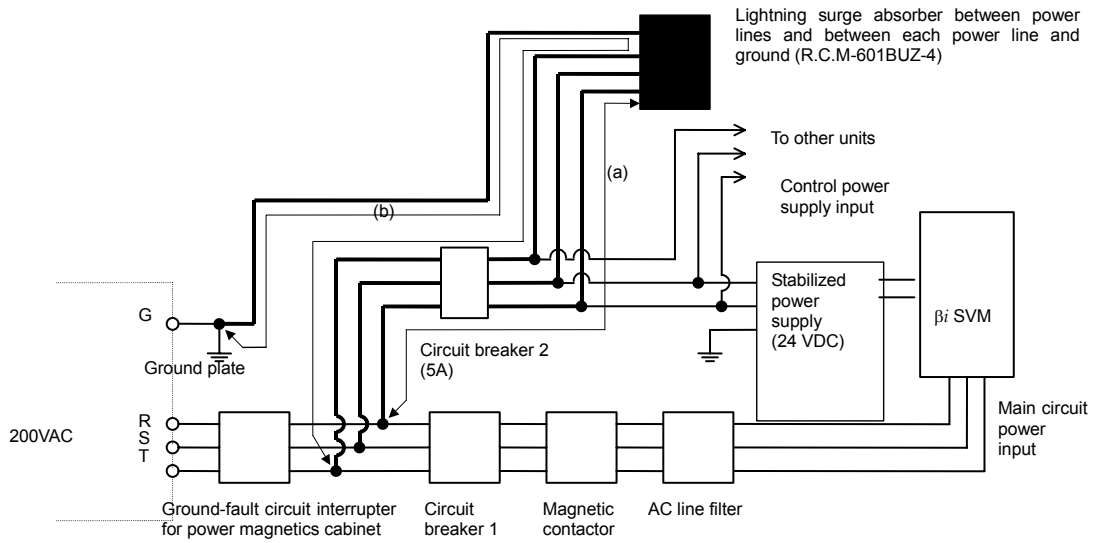 Lightning surge absorber between power
lines and between each power line and
ground (R.C.M-601BUZ-4)
To other units
(a)
Control power
supply input
(b)
Stabilized
power
supply
(24 VDC)
βi SVM
G
Ground plate
Circuit breaker 2
(5A)
200VAC
R
S
T
Main circuit
power
input
Ground-fault circuit interrupter
for power magnetics cabinet
Circuit
breaker 1
Magnetic
contactor
AC line filter